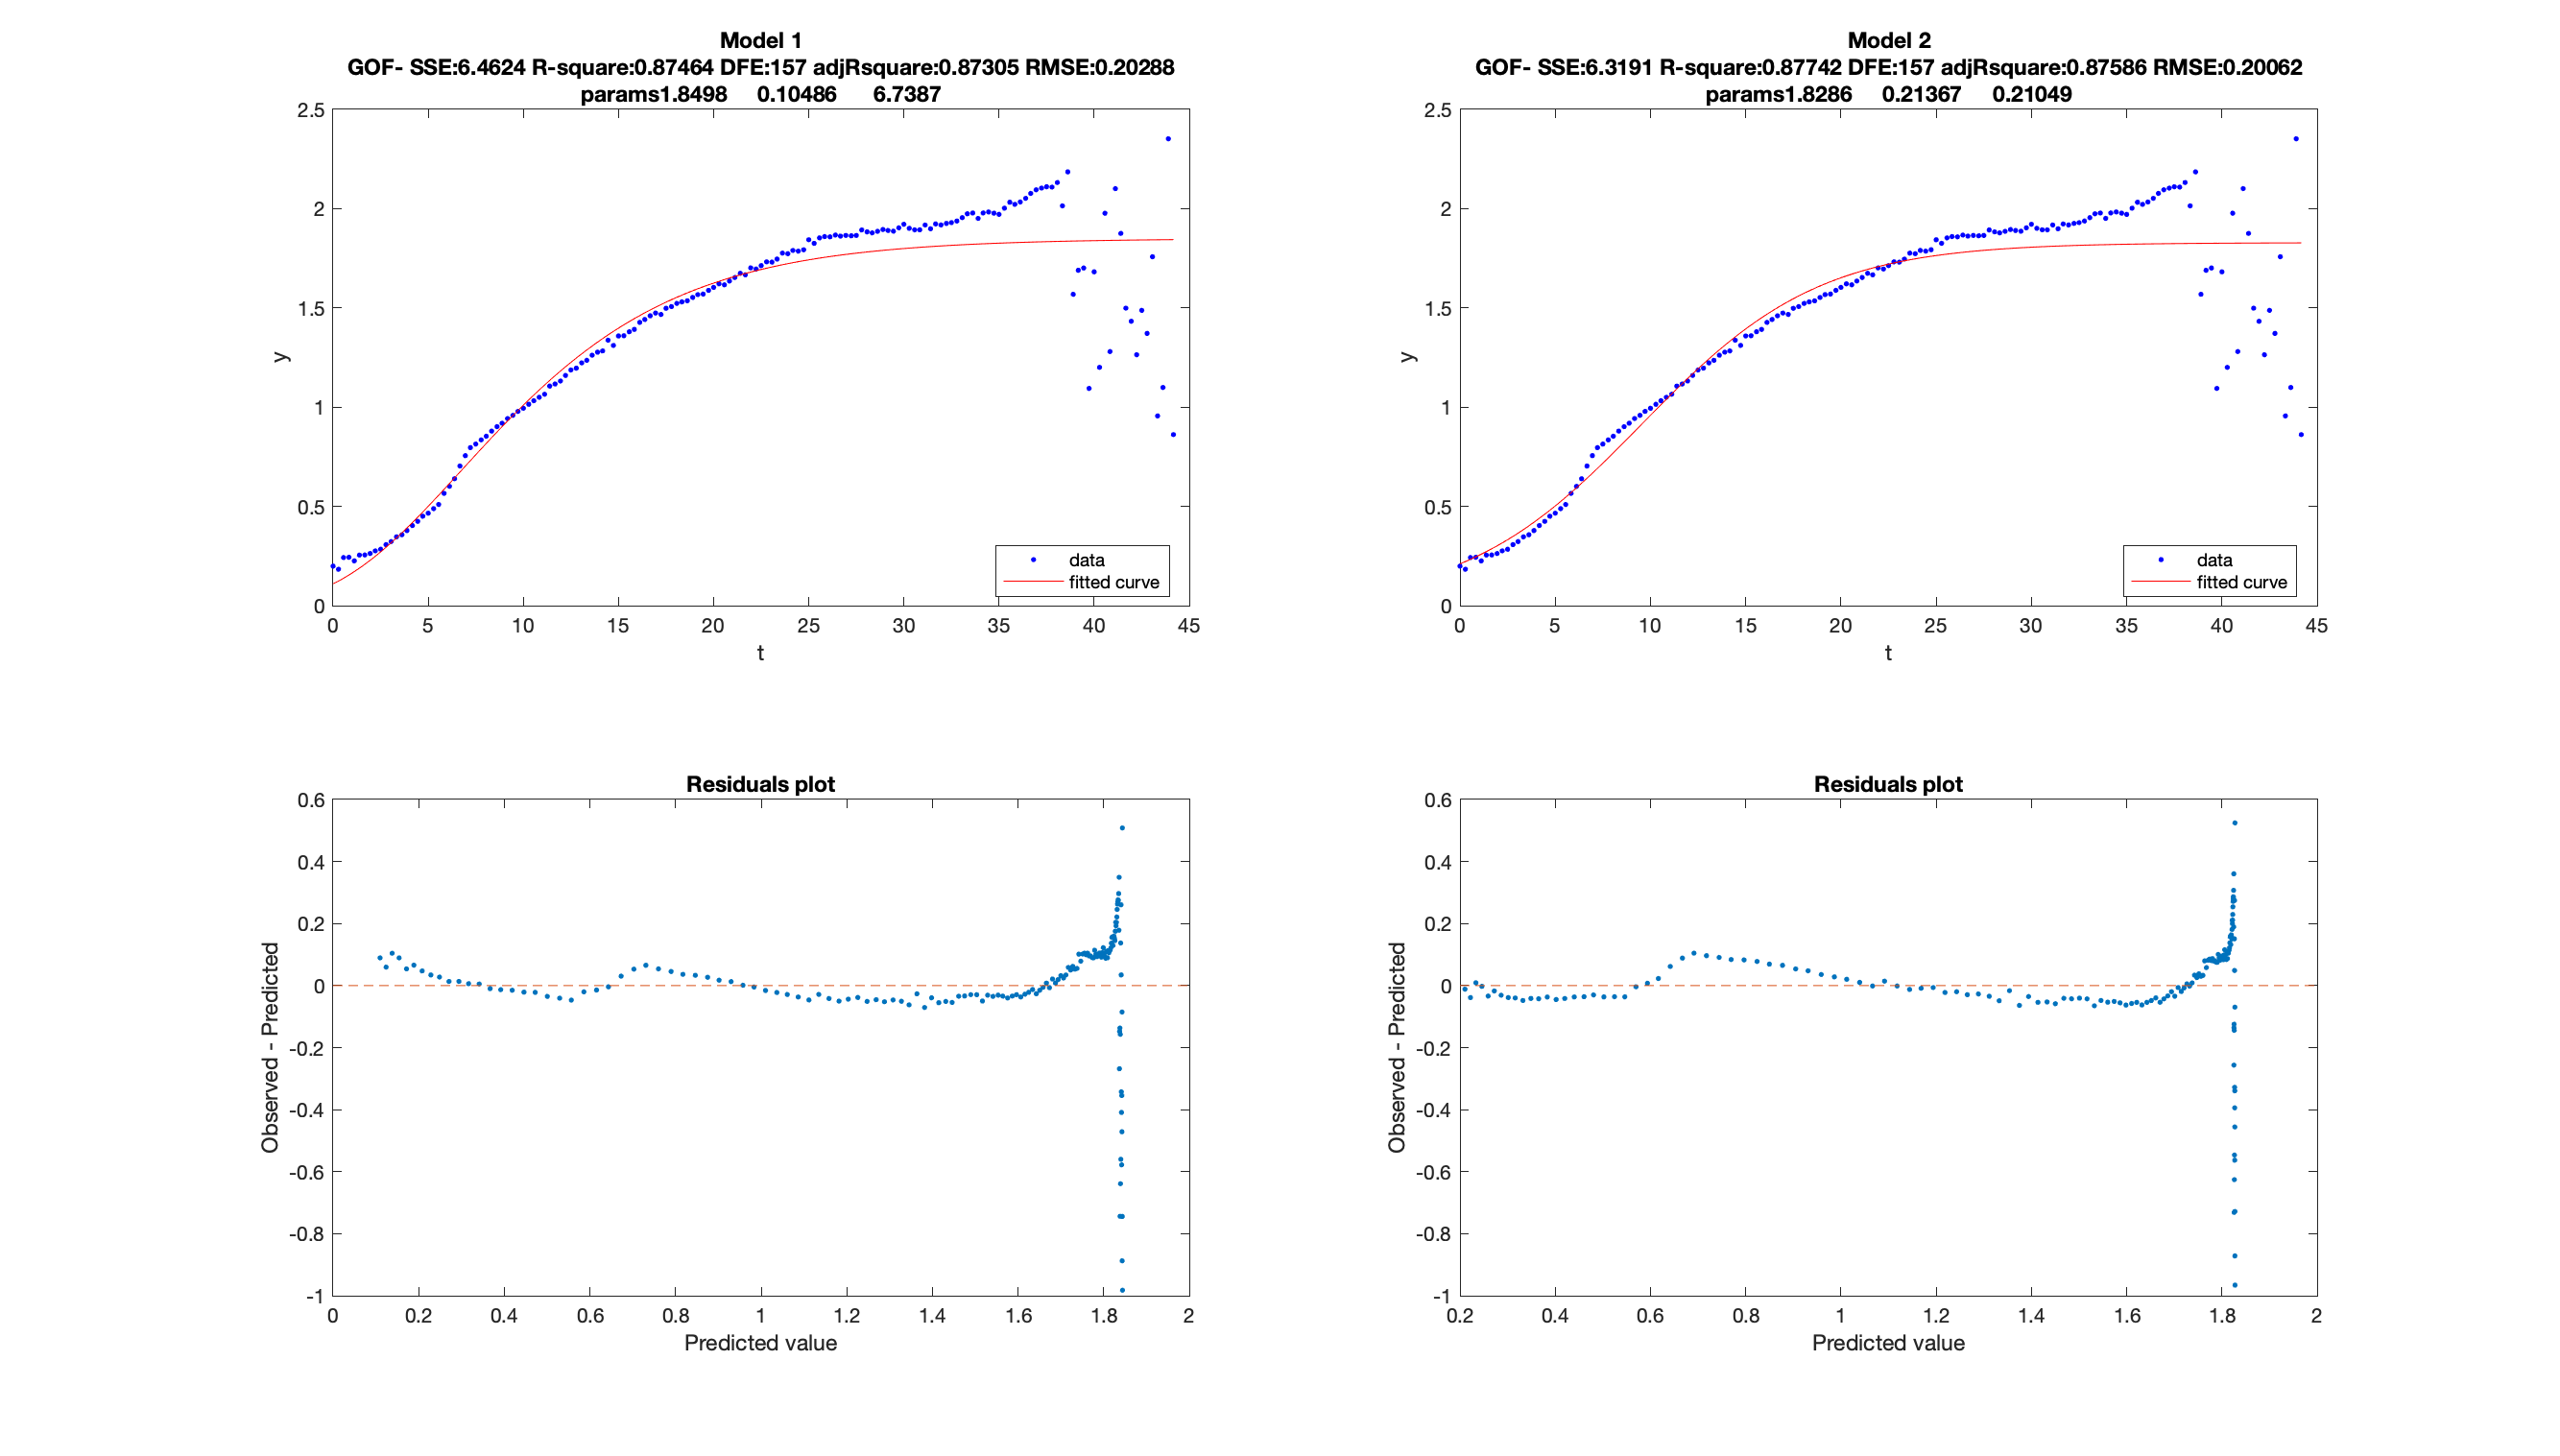 Model 1
GOF- SSE:6.4624 R-square:0.87464 DFE:157 adjRsquare:0.87305 RMSE:0.20288
params1.8498 0.10486 6.7387
2.5
2
1.5
1
0.5
0
y
0 5 10 15 20 25 30 35 40 45
t
data
fitted curve
Model 2
GOF- SSE:6.3191 R-square:0.87742 DFE:157 adjRsquare:0.87586 RMSE:0.20062
params1.8286 0.21367 0.21049
2.5
2
1.5
1
0.5
0
y
0 5 10 15 20 25 30 35 40 45
t
data
fitted curve
Residuals plot
0.6
0.4
0.2
0
-0.2
-0.4
-0.6
-0.8
-1
Observed - Predicted
0 0.2 0.4 0.6 0.8 1 1.2 1.4 1.6 1.8 2
Predicted value
Residuals plot
0.6
0.4
0.2
0
-0.2
-0.4
-0.6
-0.8
-1
Observed - Predicted
0.2 0.4 0.6 0.8 1 1.2 1.4 1.6 1.8 2
Predicted value